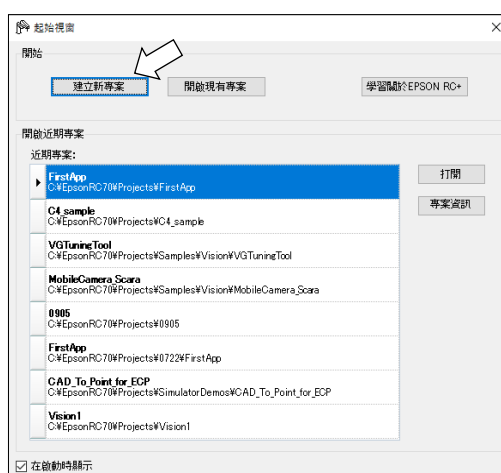 起始視窗
開始
建立新專案
開啟現有專案
學習關於EPSON RC+
開啟近期專案
近期專案:
打開
專案資訊
FirstApp
C:¥EpsonRC70¥Projects¥FirstApp
C4_sample
C:¥EpsonRC70¥Projects¥C4_sample
VGTuningTool
C:¥EpsonRC70¥Projects¥Samples¥Vision¥VGTuningTool
MobileCamera_Scara
C:¥EpsonRC70¥Projects¥Samples¥Vision¥MobileCamera_Scara
0905
C:¥EpsonRC70¥Projects¥0905
FirstApp
C:¥EpsonRC70¥Projects¥0722¥FirstApp
CAD_To_Point_for_ECP
C:¥EpsonRC70¥Projects¥SimulatorDemos¥CAD_To_Point_for_ECP
Vision1
C:¥EpsonRC70¥Projects¥Vision1
在啟動時顯示